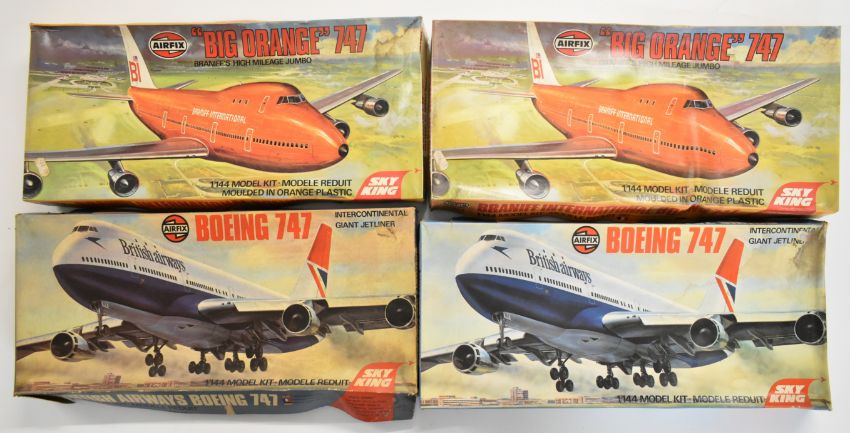 AIRFIX
"BIG ORANGE" 747
BRANIFF'S HIGH MILEAGE JUMBO
BI
BRANIFF INTERNATIONAL
1:144 MODEL KIT - MODELE REDUIT
MOULDED IN ORANGE PLASTIC
SKY
KING
AIRFIX
"BIG ORANGE" 747
HIGH MILEAGE JUMBO
BI
BRANIFF INTERNATIONAL
1:144 MODEL KIT - MODELE REDUIT
MOULDED IN ORANGE PLASTIC
SKY
KING
BRANIFF INTERNATIONAL
AIRFIX
BOEING 747
INTERCONTINENTAL
GIANT JETLINER
British airways
1:144 MODEL KIT - MODELE REDUIT
SKY
KING
AIRWAYS BOEING 747
AIRFIX
BOEING 747
INTERCONTINENTAL
GIANT JETLINER
British airways
1:144 MODEL KIT - MODELE REDUIT
SKY
KING